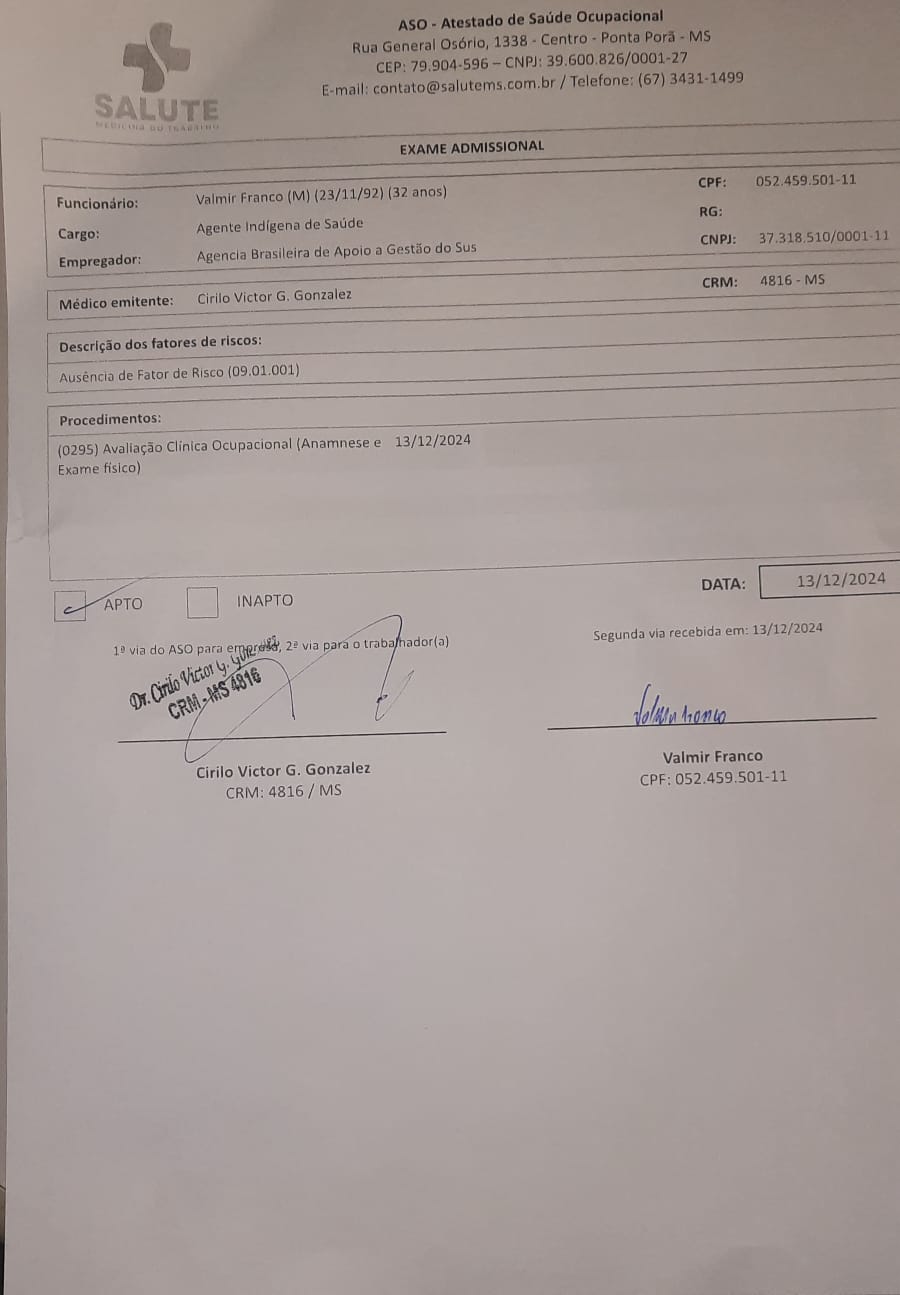 SALUTE
MEDICINA DO TRABALHO
ASO - Atestado de Saúde Ocupacional
Rua General Osório, 1338 - Centro - Ponta Porã - MS
CEP: 79.904-596 – CNPJ: 39.600.826/0001-27
E-mail: contato@salutems.com.br / Telefone: (67) 3431-1499
EXAME ADMISSIONAL
Funcionário: Valmir Franco (M) (23/11/92) (32 anos) CPF: 052.459.501-11
Cargo: Agente Indígena de Saúde RG:
Empregador: Agencia Brasileira de Apoio a Gestão do Sus CNPJ: 37.318.510/0001-11
Médico emitente: Cirilo Victor G. Gonzalez CRM: 4816 - MS
Descrição dos fatores de riscos:
Ausência de Fator de Risco (09.01.001)
Procedimentos:
(0295) Avaliação Clínica Ocupacional (Anamnese e 13/12/2024
Exame físico)
APTO INAPTO DATA: 13/12/2024
1ª via do ASO para empresa, 2ª via para o trabalhador(a) Segunda via recebida em: 13/12/2024
Dr. Cirilo Victor G.
CRM - MS 4816
Valmir Franco
Cirilo Victor G. Gonzalez Valmir Franco
CRM: 4816 / MS CPF: 052.459.501-11